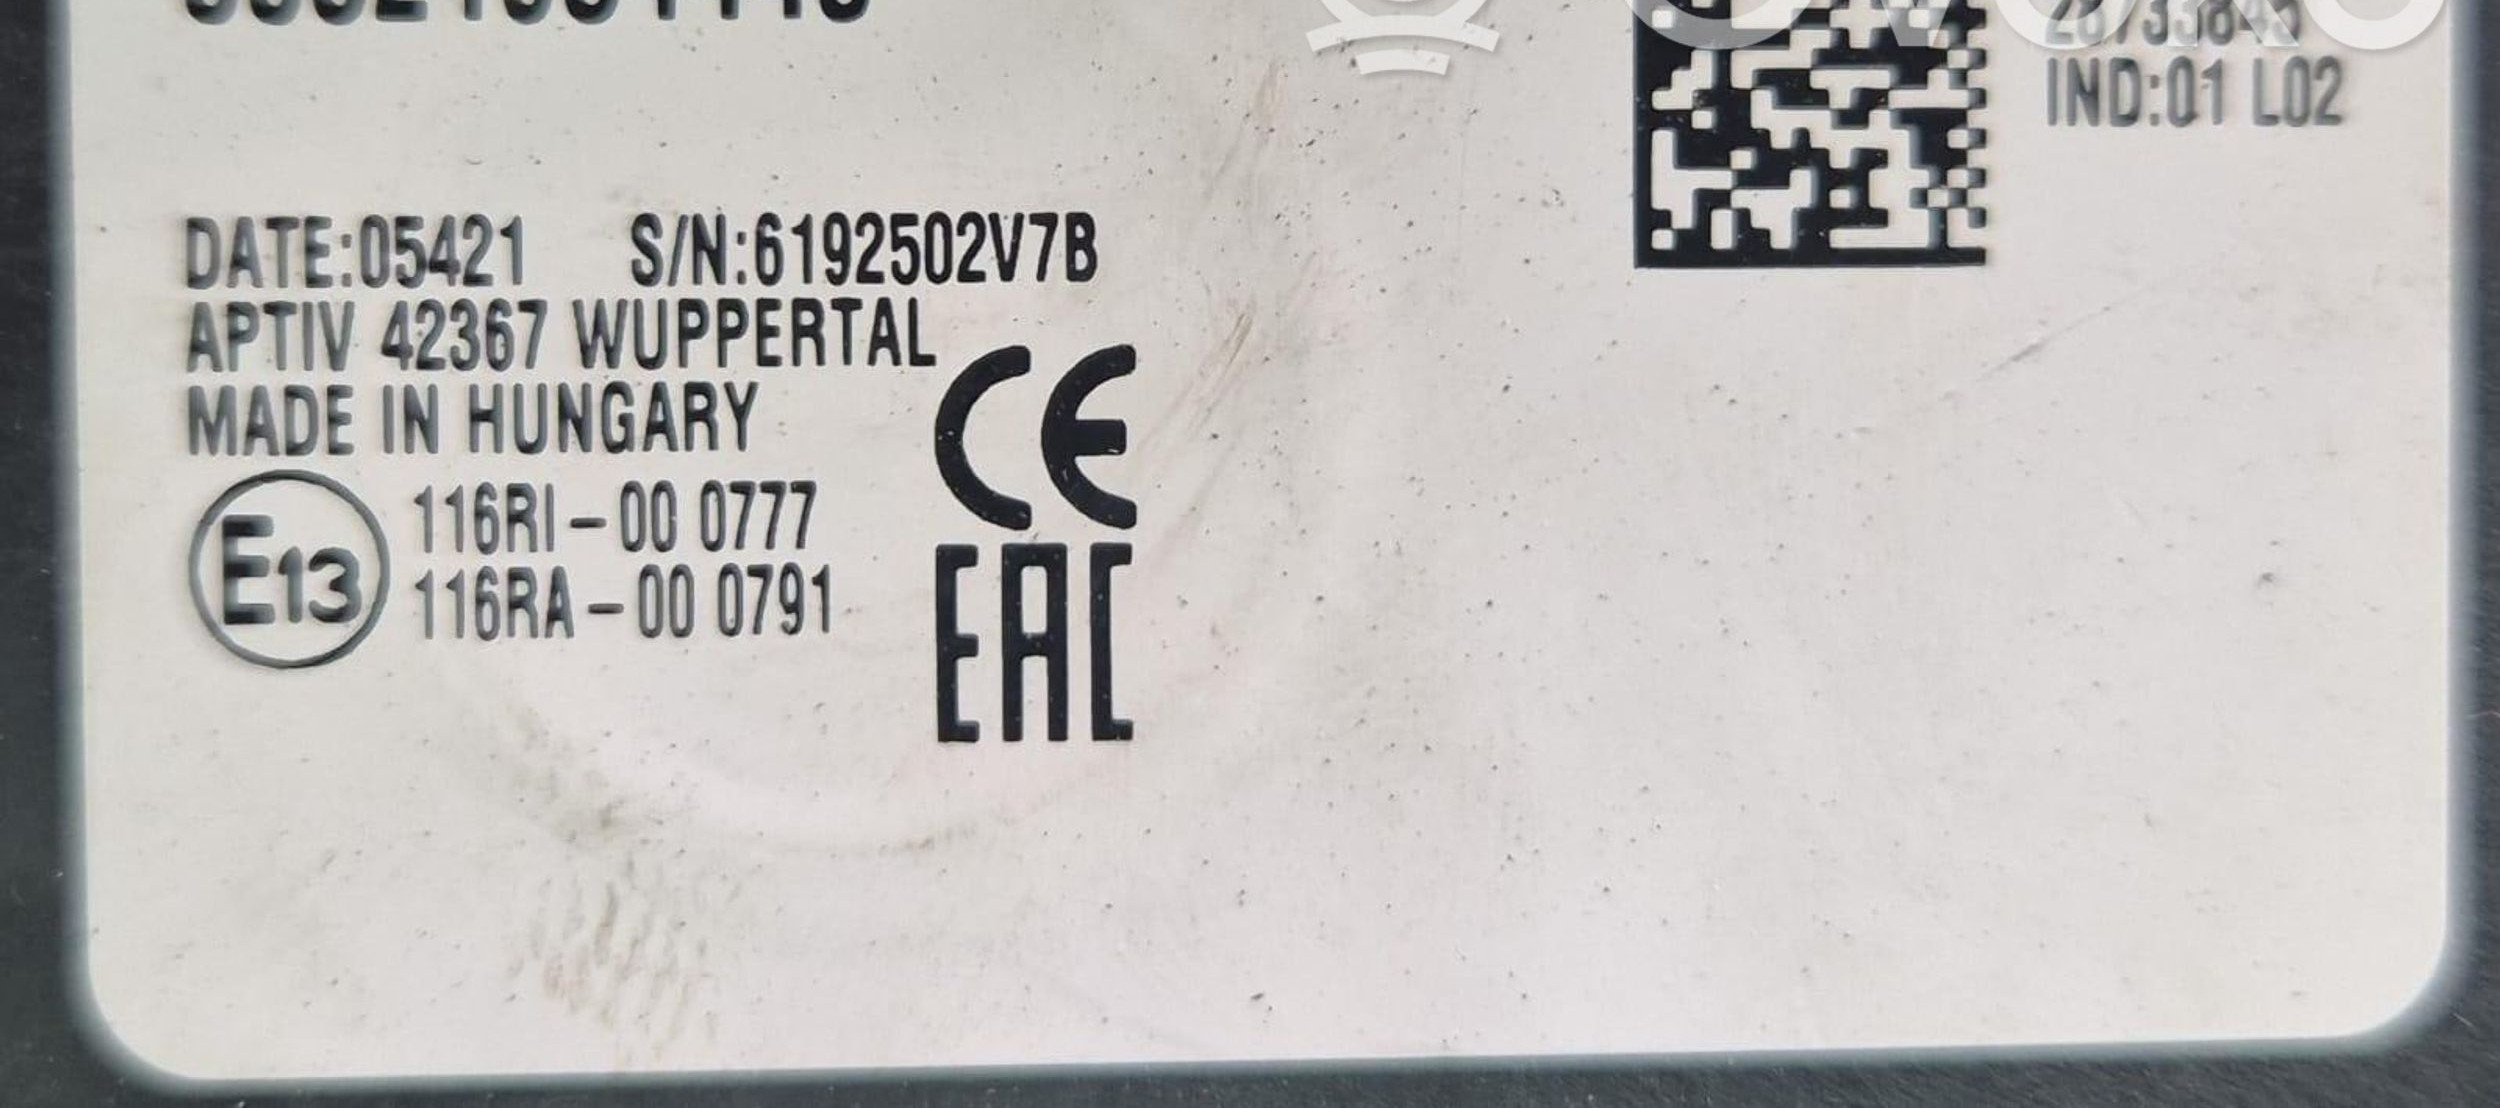 28733845
IND:01 L02
DATE:05421 S/N:6192502V7B
APTIV 42367 WUPPERTAL
MADE IN HUNGARY
CE
E13 116RI-00 0777
116RA-00 0791
EAC